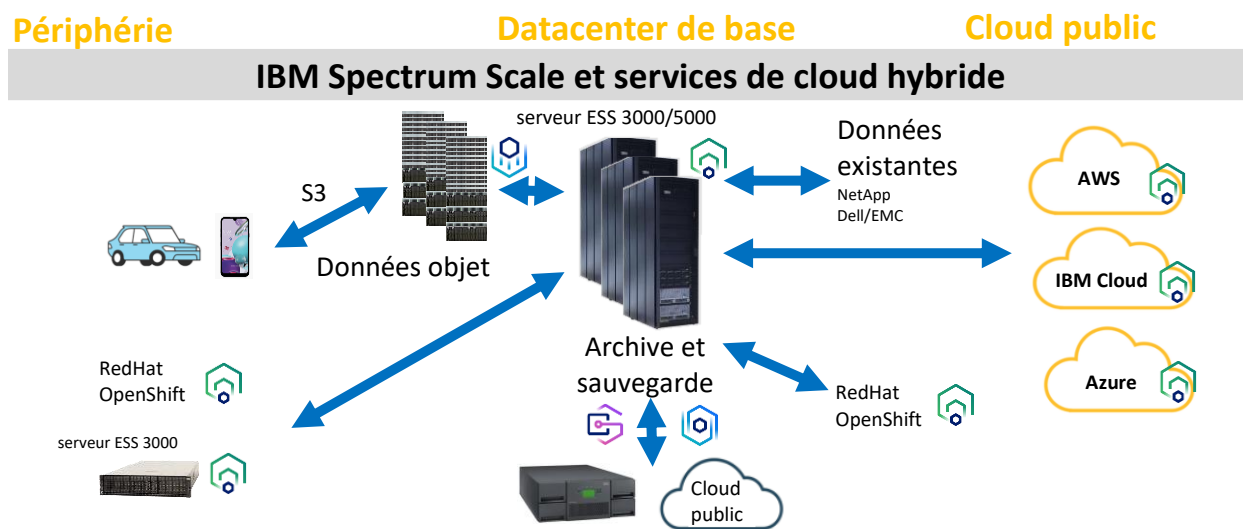 Périphérie
Datacenter de base
Cloud public
IBM Spectrum Scale et services de cloud hybride
serveur ESS 3000/5000
Données
existantes
NetApp
Dell/EMC
AWS
S3
Données objet
IBM Cloud
Archive et
sauvegarde
RedHat
OpenShift
RedHat
OpenShift
Azure
serveur ESS 3000
Cloud
public